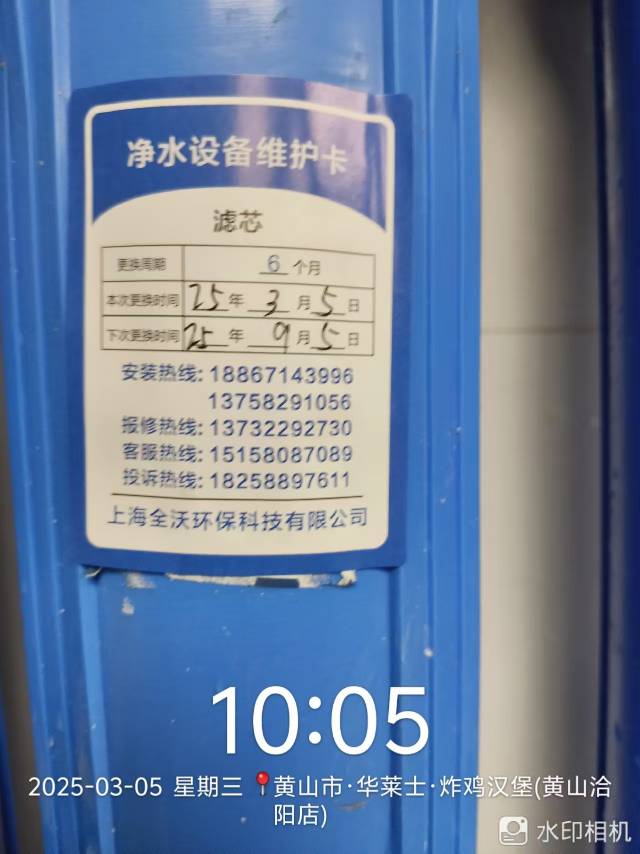 净水设备维护卡
滤芯
更换周期 6 个月
本次更换时间 25 年 3 月 5 日
下次更换时间 25 年 9 月 5 日
安装热线: 18867143996
13758291056
报修热线: 13732292730
客服热线: 15158087089
投诉热线: 18258897611
上海全沃环保科技有限公司
10:05
2025-03-05 星期三 黄山市·华莱士·炸鸡汉堡(黄山洽
阳店)
水印相机